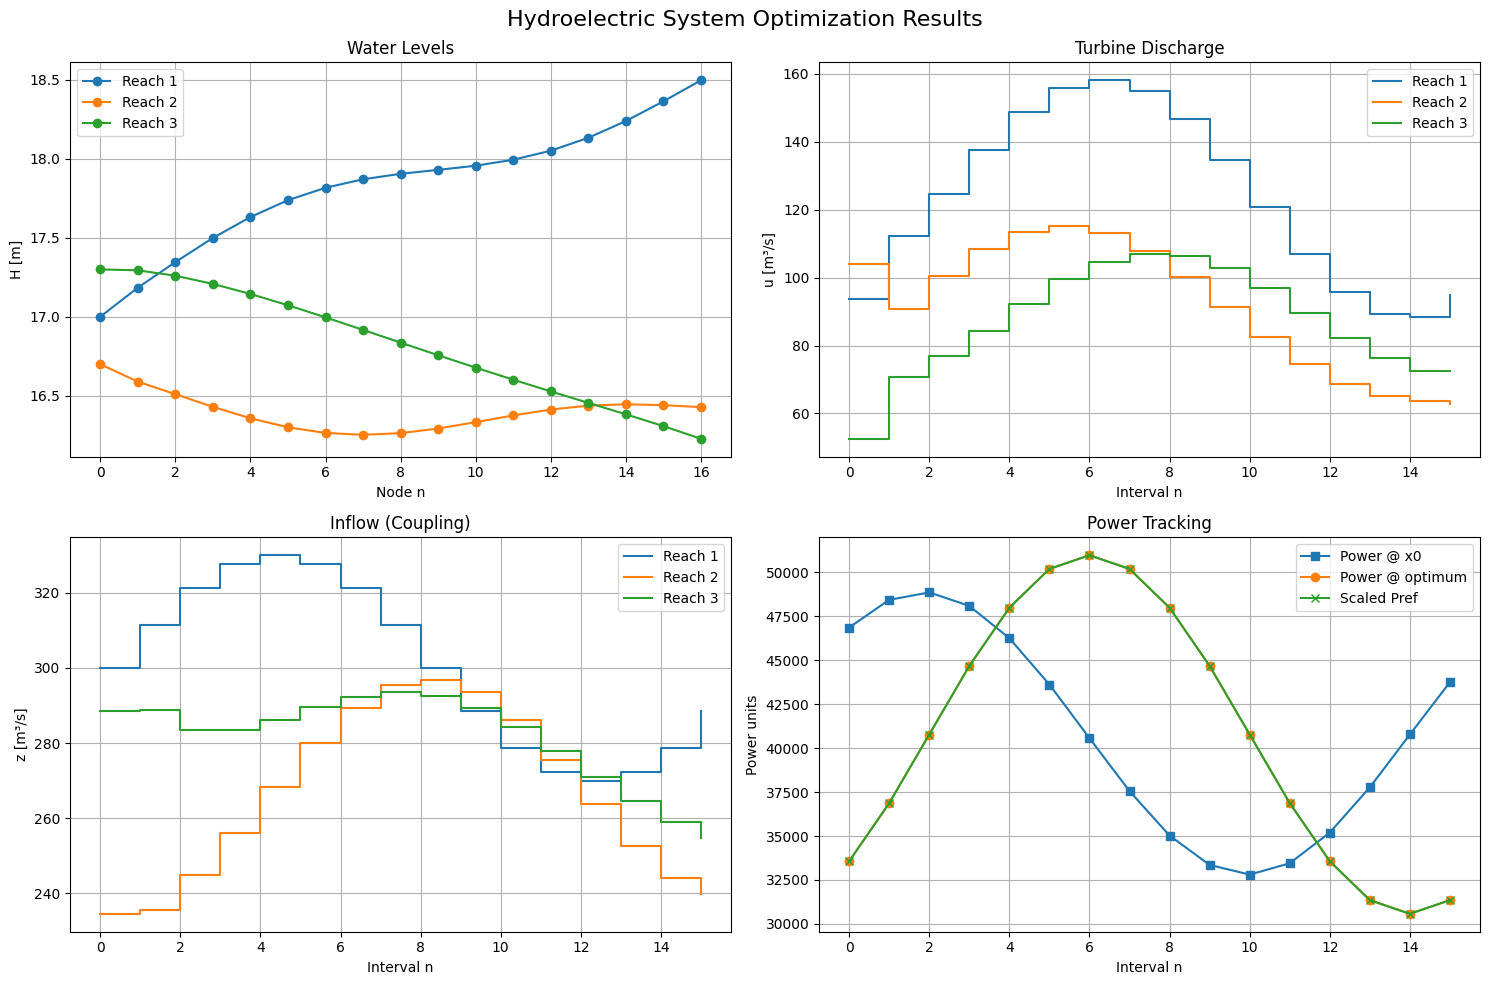 Hydroelectric System Optimization Results
Water Levels
Reach 1
Reach 2
Reach 3
H [m]
18.5
18.0
17.5
17.0
16.5
0 2 4 6 8 10 12 14 16
Node n
Turbine Discharge
Reach 1
Reach 2
Reach 3
u [m³/s]
160
140
120
100
80
60
0 2 4 6 8 10 12 14
Interval n
Inflow (Coupling)
Reach 1
Reach 2
Reach 3
z [m³/s]
320
300
280
260
240
0 2 4 6 8 10 12 14
Interval n
Power Tracking
Power @ x0
Power @ optimum
Scaled Pref
Power units
50000
47500
45000
42500
40000
37500
35000
32500
30000
0 2 4 6 8 10 12 14
Interval n